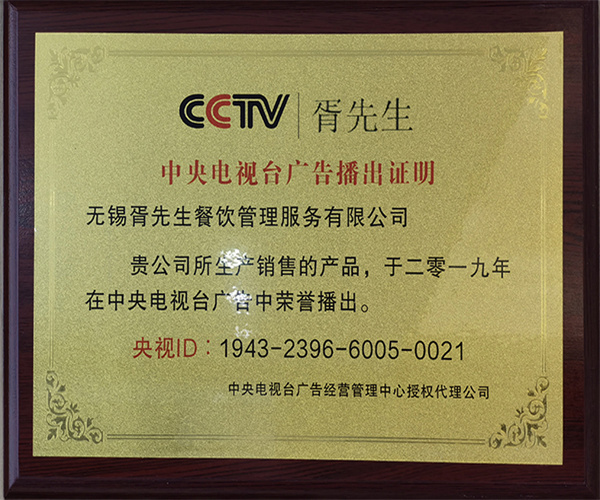 CCTV 胥先生
中央电视台广告播出证明
无锡胥先生餐饮管理服务有限公司
贵公司所生产销售的产品，于二零一九年
在中央电视台广告中荣誉播出。
央视ID：1943-2396-6005-0021
中央电视台广告经营管理中心授权代理公司